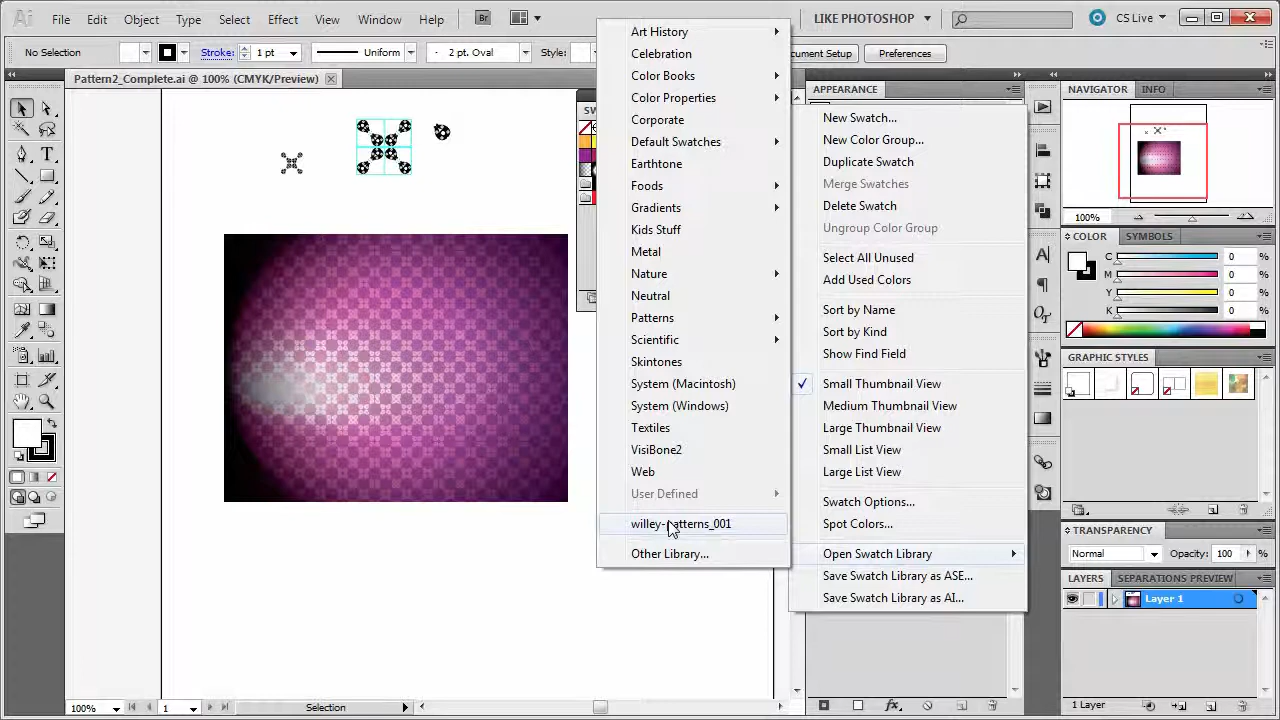 Ai File Edit Object Type Select Effect View Window Help Br LIKE PHOTOSHOP CS Live
No Selection Stroke: 1 pt Uniform 2 pt. Oval Style: cument Setup Preferences
Pattern2_Complete.ai @ 100% (CMYK/Preview)
SW
Art History
Celebration
Color Books
Color Properties
Corporate
Default Swatches
Earthtone
Foods
Gradients
Kids Stuff
Metal
Nature
Neutral
Patterns
Scientific
Skintones
System (Macintosh)
System (Windows)
Textiles
VisiBone2
Web
User Defined
willey-patterns_001
Other Library...
APPEARANCE
New Swatch...
New Color Group...
Duplicate Swatch
Merge Swatches
Delete Swatch
Ungroup Color Group
Select All Unused
Add Used Colors
Sort by Name
Sort by Kind
Show Find Field
Small Thumbnail View
Medium Thumbnail View
Large Thumbnail View
Small List View
Large List View
Swatch Options...
Spot Colors...
Open Swatch Library
Save Swatch Library as ASE...
Save Swatch Library as AI...
NAVIGATOR INFO
100%
COLOR SYMBOLS
C 0 %
M 0 %
Y 0 %
K 0 %
GRAPHIC STYLES
TRANSPARENCY
Normal Opacity: 100 %
LAYERS SEPARATIONS PREVIEW
Layer 1
1 Layer
100% 1 Selection